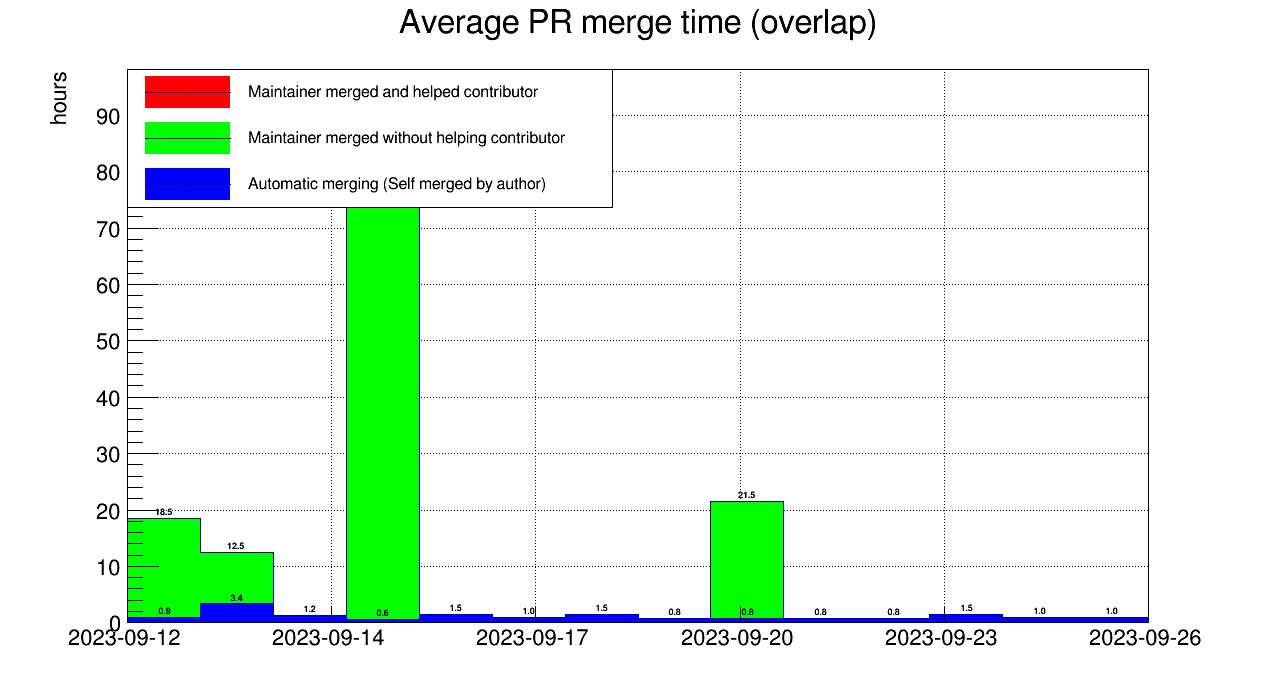 Average PR merge time (overlap)
hours
Maintainer merged and helped contributor
Maintainer merged without helping contributor
Automatic merging (Self merged by author)
90
80
70
60
50
40
30
20
10
0
21.5
18.5
12.5
3.4
0.9 1.2 0.6 1.5 1.0 1.5 0.8 0.8 0.8 0.8 1.5 1.0 1.0
2023-09-12 2023-09-14 2023-09-17 2023-09-20 2023-09-23 2023-09-26